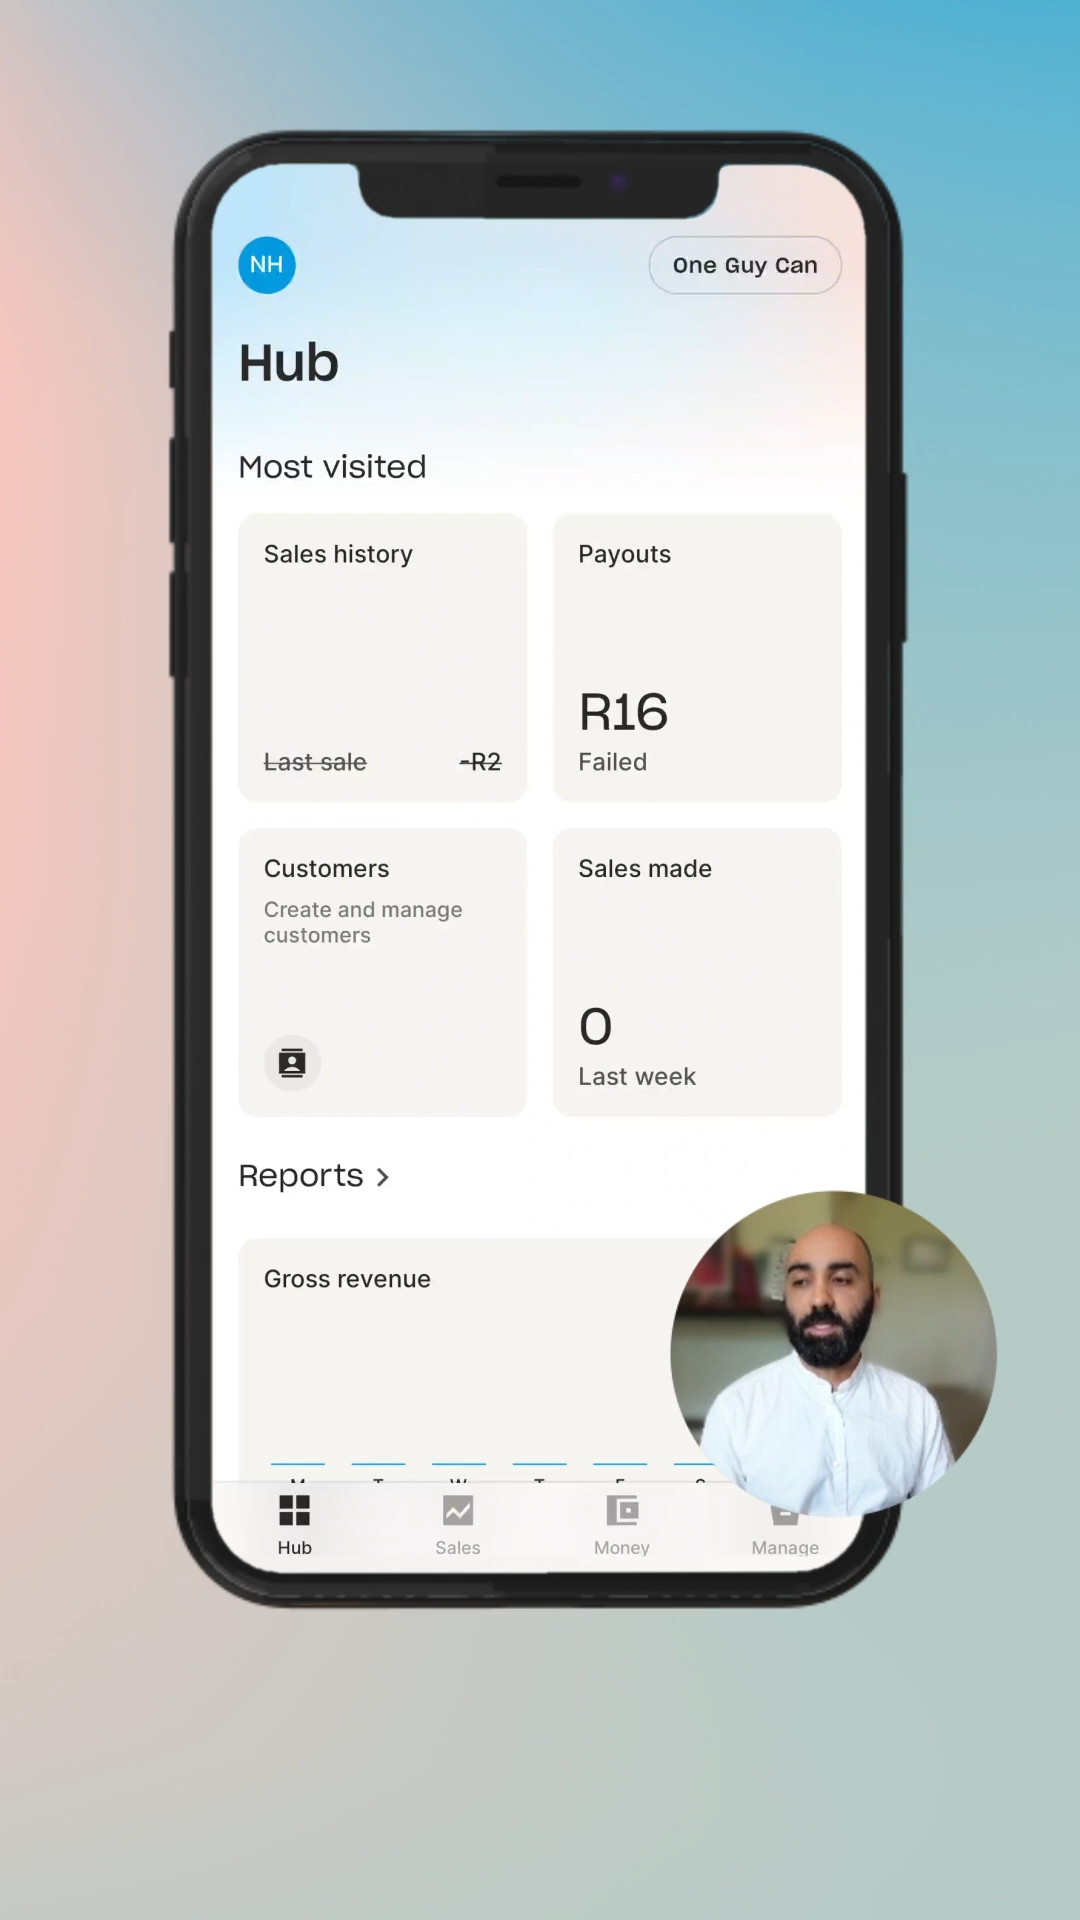 NH
One Guy Can
Hub
Most visited
Sales history
Payouts
R16
Last sale
-R2
Failed
Customers
Sales made
Create and manage
customers
0
Last week
Reports
Gross revenue
M T W T F S
Hub
Sales
Money
Manage